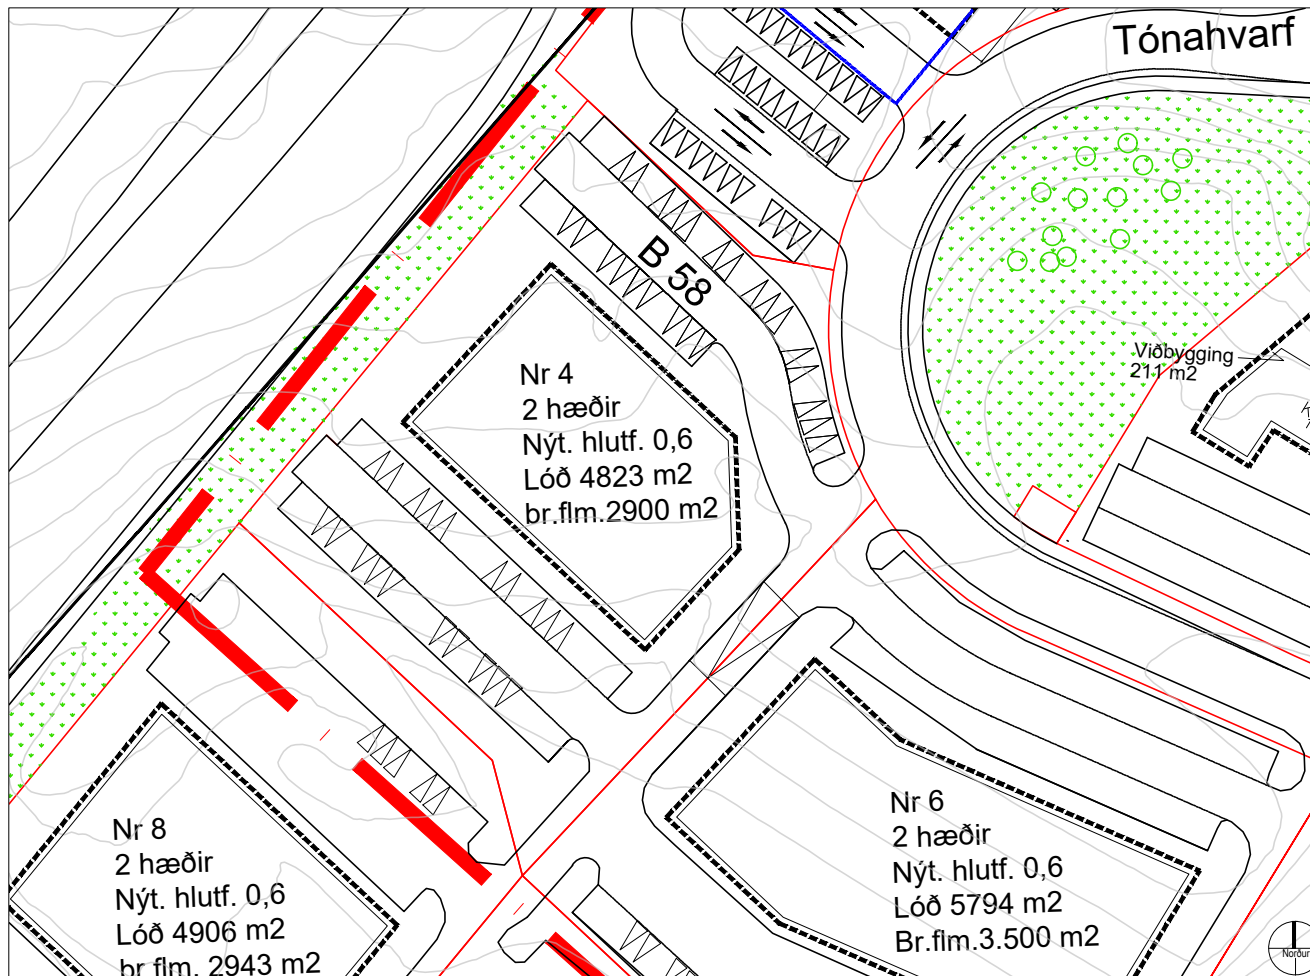 Tónahvarf
B 58
Viðbygging
211 m2
Nr 4
2 hæðir
Nýt. hlutf. 0,6
Lóð 4823 m2
br.flm.2900 m2
Nr 6
2 hæðir
Nýt. hlutf. 0,6
Lóð 5794 m2
Br.flm.3.500 m2
Nr 8
2 hæðir
Nýt. hlutf. 0,6
Lóð 4906 m2
br flm. 2943 m2